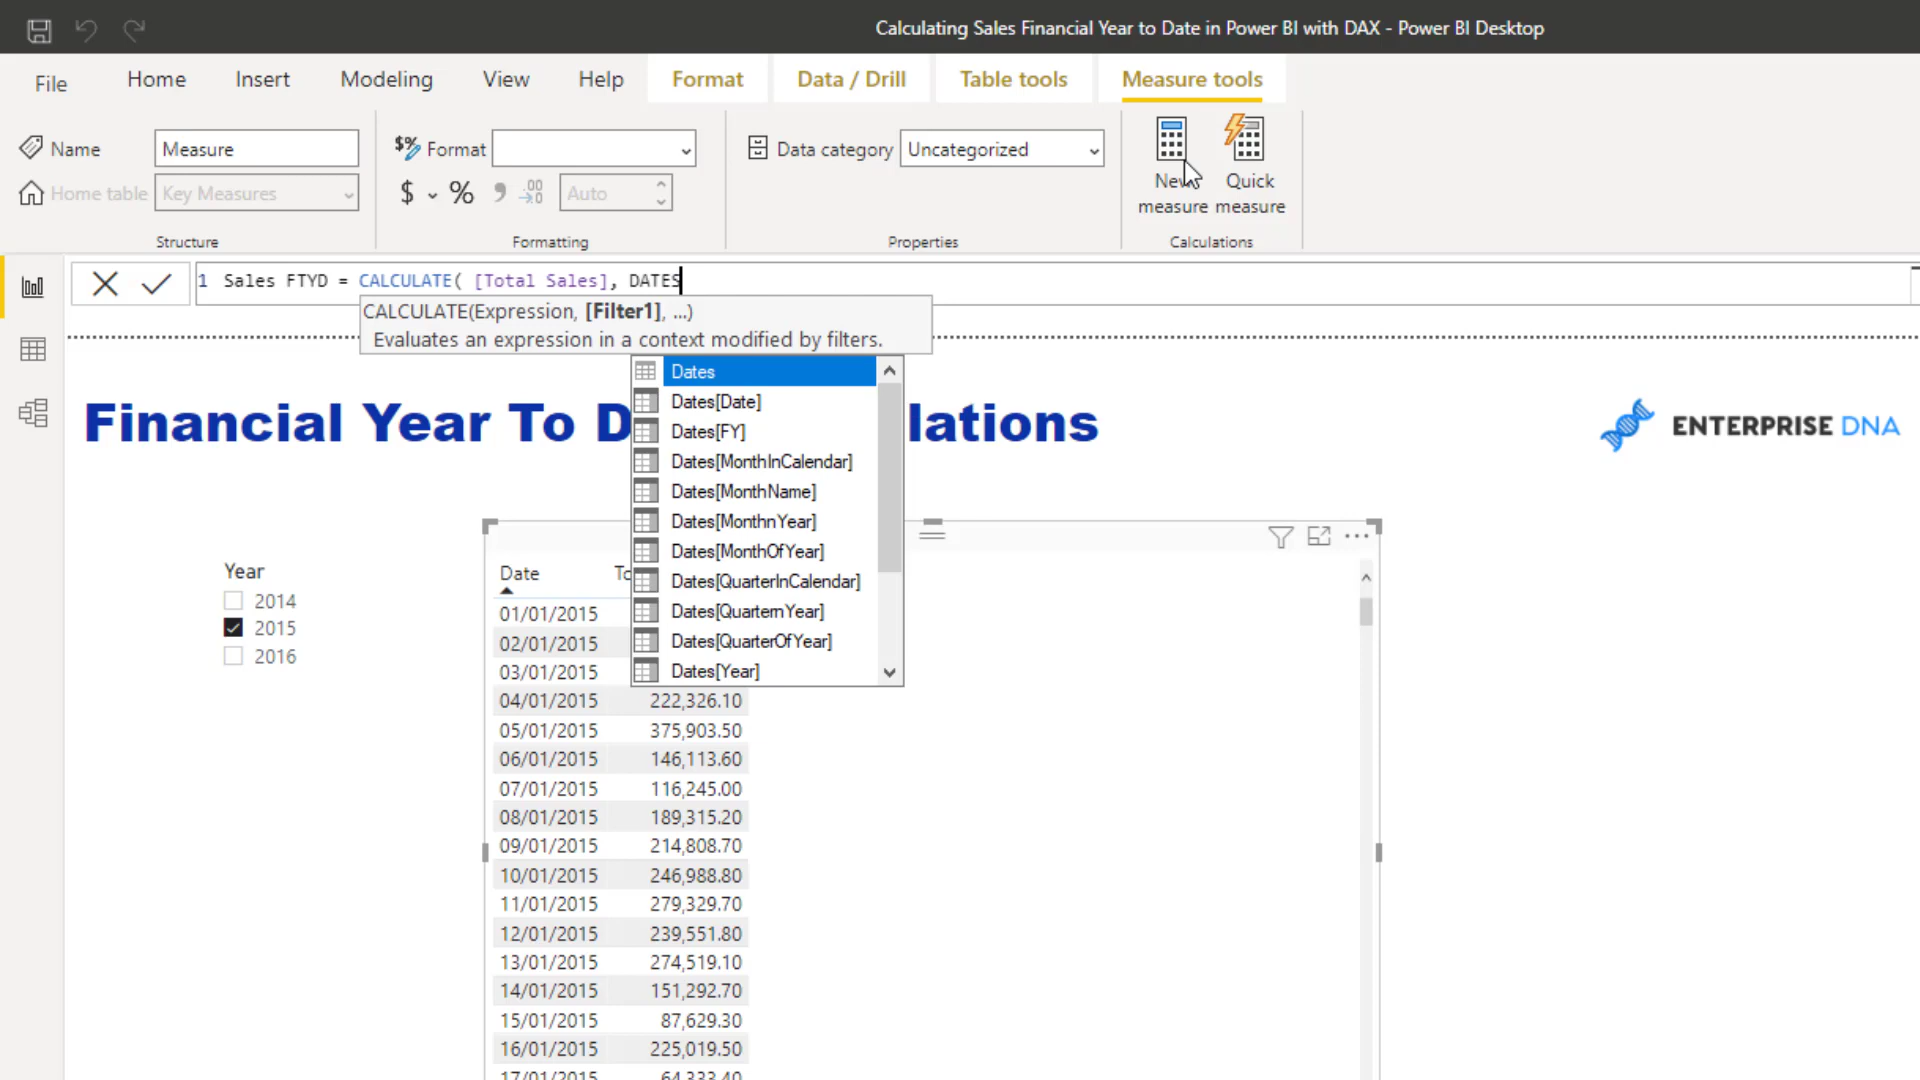 Calculating Sales Financial Year to Date in Power BI with DAX - Power BI Desktop
File Home Insert Modeling View Help Format Data / Drill Table tools Measure tools
Name Measure
Home table Key Measures
Structure
$% Format
$ % 9 .00 Auto
Formatting
Data category Uncategorized
Properties
New measure
Quick measure
Calculations
1 Sales FTYD = CALCULATE( [Total Sales], DATES
CALCULATE(Expression, [Filter1], ...)
Evaluates an expression in a context modified by filters.
Dates
Dates[Date]
Dates[FY]
Dates[MonthInCalendar]
Dates[MonthName]
Dates[MonthnYear]
Dates[MonthOfYear]
Dates[QuarterInCalendar]
Dates[QuarternYear]
Dates[QuarterOfYear]
Dates[Year]
Financial Year To D lations
ENTERPRISE DNA
Year
2014
2015
2016
Date To
01/01/2015
02/01/2015
03/01/2015
04/01/2015 222,326.10
05/01/2015 375,903.50
06/01/2015 146,113.60
07/01/2015 116,245.00
08/01/2015 189,315.20
09/01/2015 214,808.70
10/01/2015 246,988.80
11/01/2015 279,329.70
12/01/2015 239,551.80
13/01/2015 274,519.10
14/01/2015 151,292.70
15/01/2015 87,629.30
16/01/2015 225,019.50
17/01/2015 64,333.40